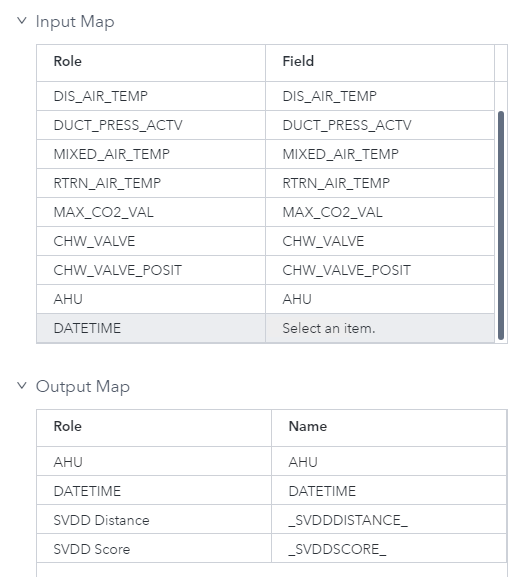 Input Map
Role Field
DIS_AIR_TEMP DIS_AIR_TEMP
DUCT_PRESS_ACTV DUCT_PRESS_ACTV
MIXED_AIR_TEMP MIXED_AIR_TEMP
RTRN_AIR_TEMP RTRN_AIR_TEMP
MAX_CO2_VAL MAX_CO2_VAL
CHW_VALVE CHW_VALVE
CHW_VALVE_POSIT CHW_VALVE_POSIT
AHU AHU
DATETIME Select an item.
Output Map
Role Name
AHU AHU
DATETIME DATETIME
SVDD Distance _SVDDDISTANCE_
SVDD Score _SVDDSCORE_